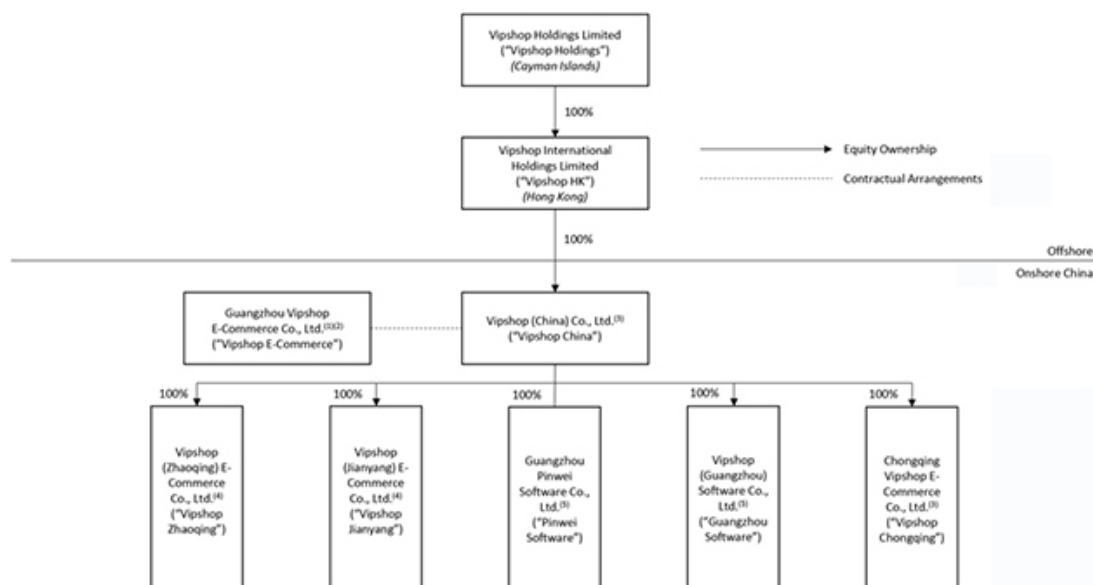 Vipshop Holdings Limited
("Vipshop Holdings")
(Cayman Islands)
100%
Vipshop International
Holdings Limited
("Vipshop HK")
(Hong Kong)
Equity Ownership
Contractual Arrangements
100%
Offshore
Onshore China
Guangzhou Vipshop
E-Commerce Co., Ltd.(1)(2)
("Vipshop E-Commerce")
Vipshop (China) Co., Ltd.(3)
("Vipshop China")
100%
100%
100%
100%
100%
Vipshop
(Zhaoqing) E-
Commerce
Co., Ltd.(4)
("Vipshop
Zhaoqing")
Vipshop
(Jianyang) E-
Commerce
Co., Ltd.(4)
("Vipshop
Jianyang")
Guangzhou
Pinwei
Software Co.,
Ltd.(5)
("Pinwei
Software")
Vipshop
(Guangzhou)
Software Co.,
Ltd.(5)
("Guangzhou
Software")
Chongqing
Vipshop E-
Commerce
Co., Ltd.(3)
("Vipshop
Chongqing")